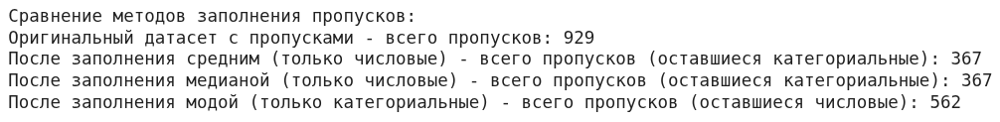 Сравнение методов заполнения пропусков:
Оригинальный датасет с пропусками - всего пропусков: 929
После заполнения средним (только числовые) - всего пропусков (оставшиеся категориальные): 367
После заполнения медианой (только числовые) - всего пропусков (оставшиеся категориальные): 367
После заполнения модой (только категориальные) - всего пропусков (оставшиеся числовые): 562